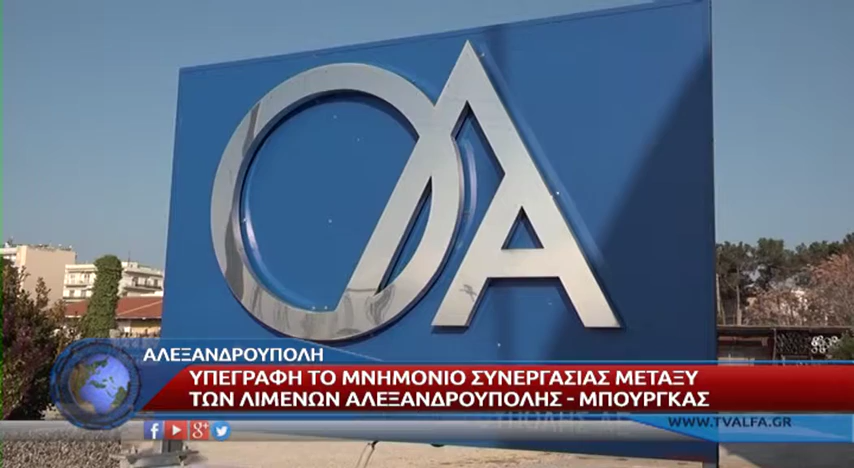 ΟΛΑ
ΑΛΕΞΑΝΔΡΟΥΠΟΛΗ
ΥΠΕΓΡΑΦΗ ΤΟ ΜΝΗΜΟΝΙΟ ΣΥΝΕΡΓΑΣΙΑΣ ΜΕΤΑΞΥ
ΤΩΝ ΛΙΜΕΝΩΝ ΑΛΕΞΑΝΔΡΟΥΠΟΛΗΣ - ΜΠΟΥΡΓΚΑΣ
WWW.TVALFA.GR